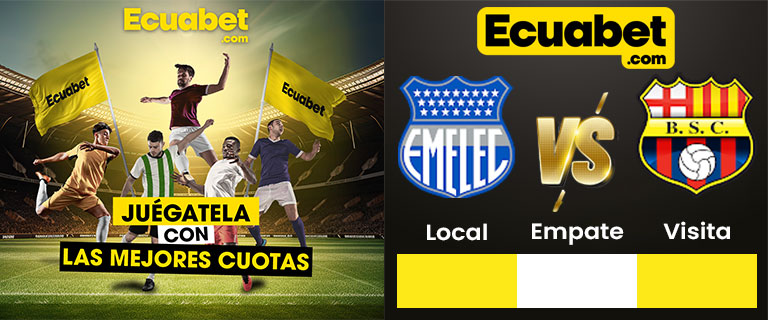 Ecuabet
.com
Ecuabet
Ecuabet
JUÉGATELA
CON
LAS MEJORES CUOTAS
Ecuabet
.com
EMELEC
VS
B. S. C.
Local
Empate
Visita